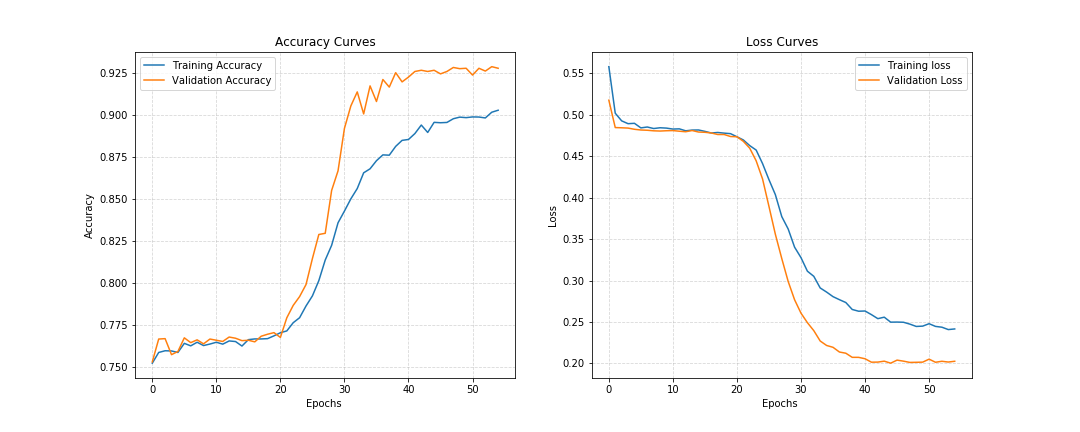 Accuracy Curves
Training Accuracy
Validation Accuracy
0.925
0.900
0.875
0.850
0.825
0.800
0.775
0.750
Accuracy
0 10 20 30 40 50
Epochs
Loss Curves
Training loss
Validation Loss
0.55
0.50
0.45
0.40
0.35
0.30
0.25
0.20
Loss
0 10 20 30 40 50
Epochs